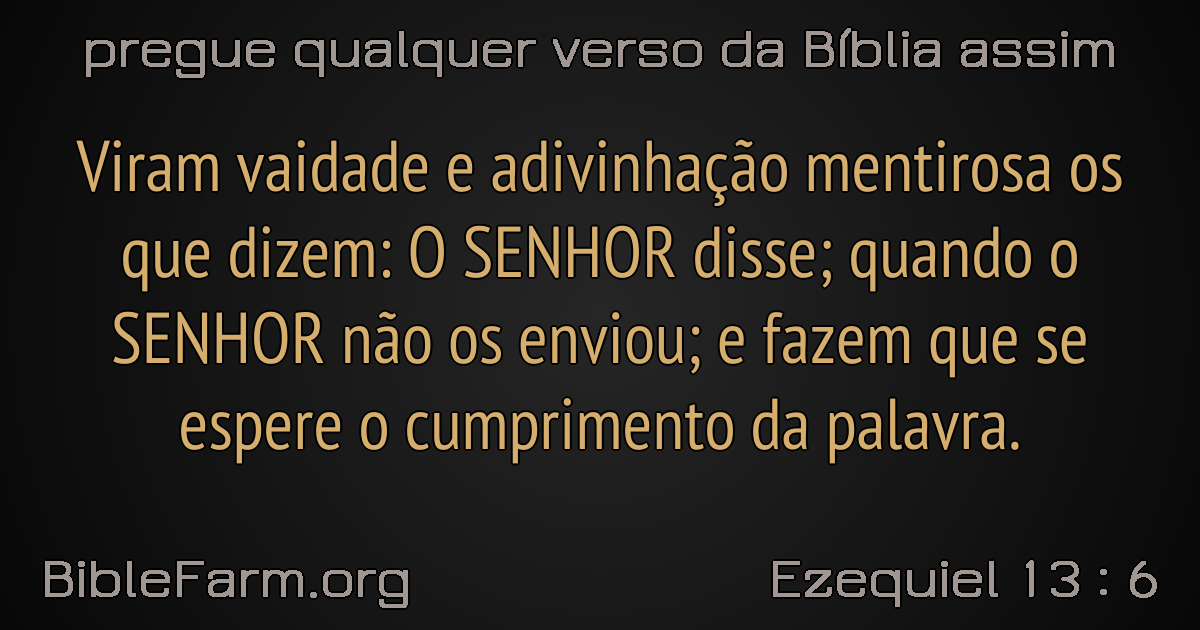 pregue qualquer verso da Bíblia assim
Viram vaidade e adivinhação mentirosa os
que dizem: O SENHOR disse; quando o
SENHOR não os enviou; e fazem que se
espere o cumprimento da palavra.
BibleFarm.org
Ezequiel 13 : 6